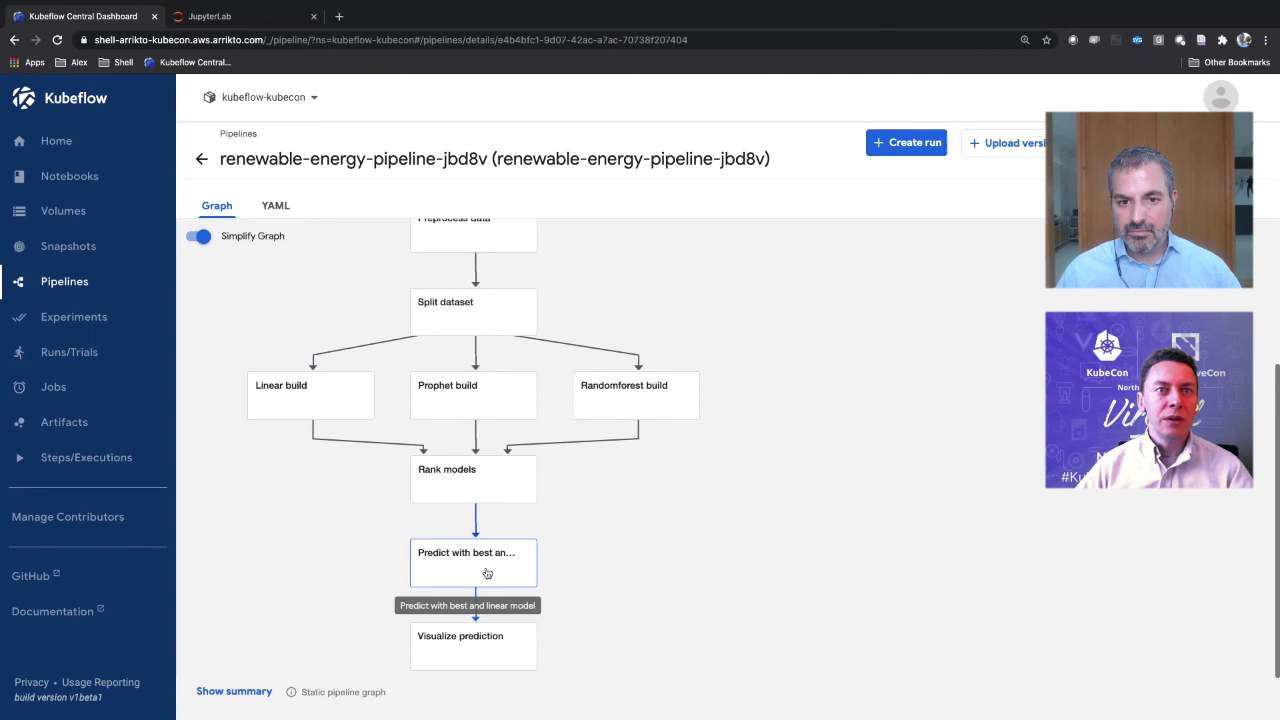 Kubeflow Central Dashboard
JupyterLab
shell-arrikto-kubecon.aws.arrikto.com/_/pipeline/?ns=kubeflow-kubecon#/pipelines/details/e4b4bfc1-9d07-42ac-a7ac-70738f207404
Apps
Alex
Shell
Kubeflow Central...
Other Bookmarks
Kubeflow
Home
Notebooks
Volumes
Snapshots
Pipelines
Experiments
Runs/Trials
Jobs
Artifacts
Steps/Executions
Manage Contributors
GitHub
Documentation
Privacy • Usage Reporting
build version v1beta1
kubeflow-kubecon
Pipelines
renewable-energy-pipeline-jbd8v (renewable-energy-pipeline-jbd8v)
+ Create run
+ Upload versi
Graph
YAML
Simplify Graph
Preprocess data
Split dataset
Linear build
Prophet build
Randomforest build
Rank models
Predict with best an...
Predict with best and linear model
Visualize prediction
Show summary
Static pipeline graph
KubeCon
North
#Ku